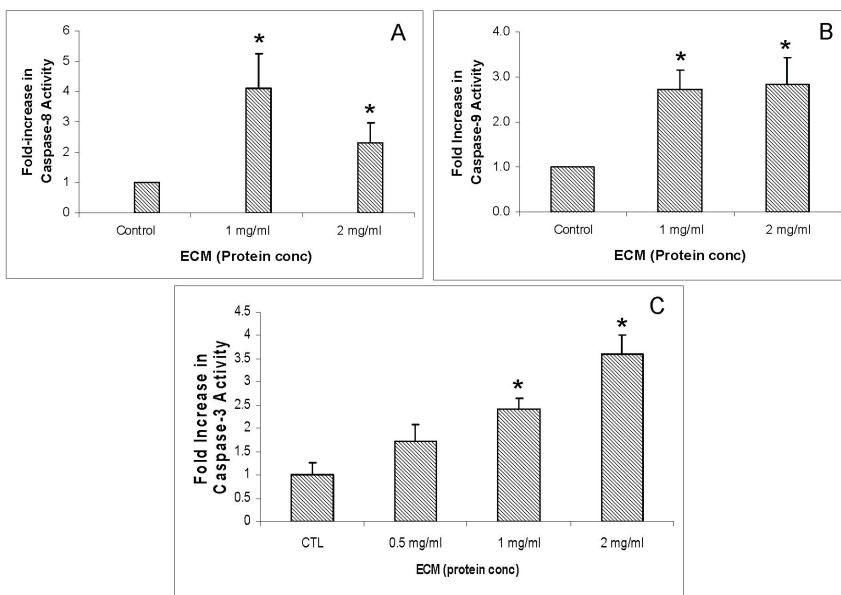 A
Fold-increase in
Caspase-8 Activity
6
5
4
3
2
1
0
*
*
Control
1 mg/ml
2 mg/ml
ECM (Protein conc)
B
Fold Increase in
Caspase-9 Activity
4.0
3.0
2.0
1.0
0.0
*
*
Control
1 mg/ml
2 mg/ml
ECM (Protein conc)
C
Fold Increase in
Caspase-3 Activity
4.5
4
3.5
3
2.5
2
1.5
1
0.5
0
*
*
CTL
0.5 mg/ml
1 mg/ml
2 mg/ml
ECM (protein conc)